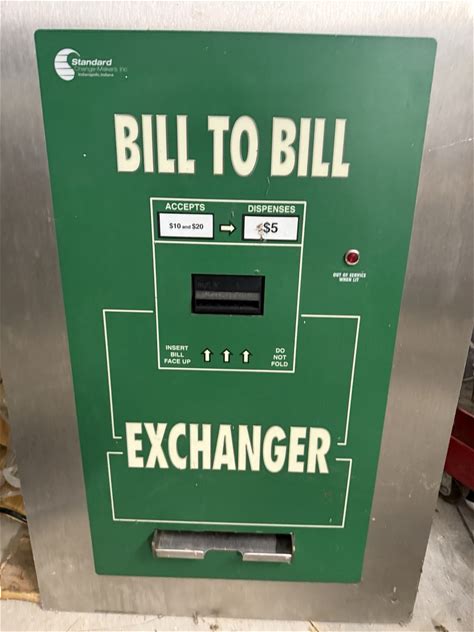 Standard
Change-Makers, Inc.
Indianapolis, Indiana
BILL TO BILL
ACCEPTS
DISPENSES
$10 and $20
$5
OUT OF SERVICE
WHEN LIT
INSERT
BILL
FACE UP
DO
NOT
FOLD
EXCHANGER